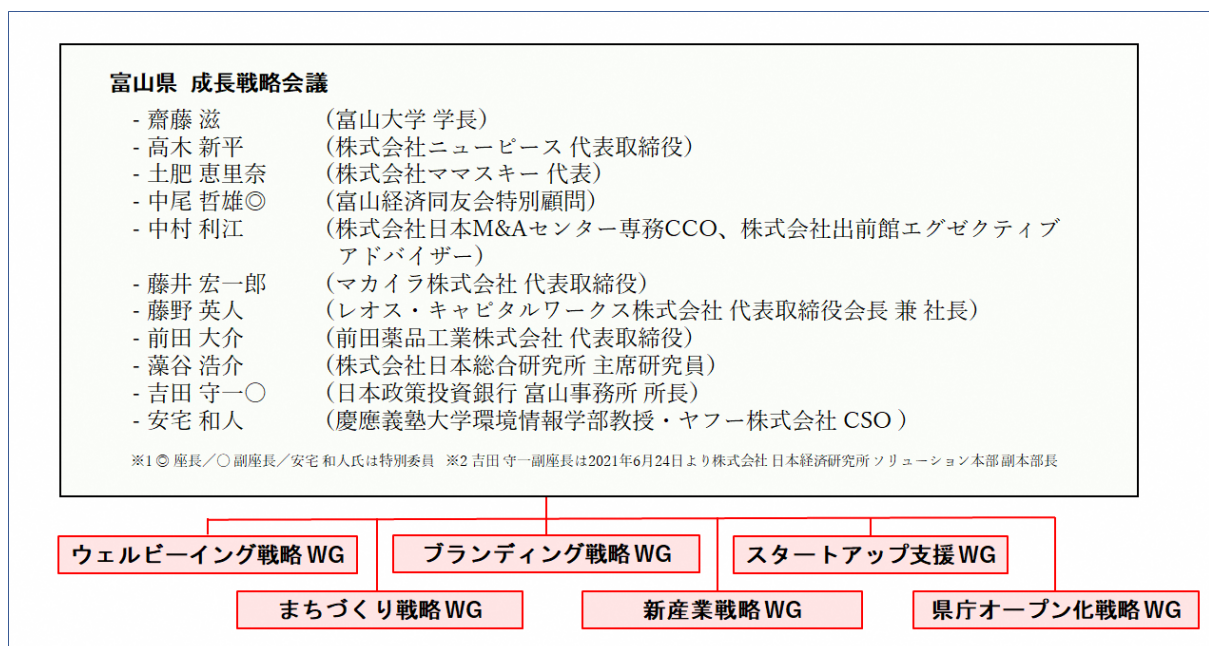 富山県 成長戦略会議
- 齋藤 滋 （富山大学 学長）
- 高木 新平 （株式会社ニューピース 代表取締役）
- 土肥 恵里奈 （株式会社ママスキー 代表）
- 中尾 哲雄◎ （富山経済同友会特別顧問）
- 中村 利江 （株式会社日本M&Aセンター専務CCO、株式会社出前館エグゼクティブ
アドバイザー）
- 藤井 宏一郎 （マカイラ株式会社 代表取締役）
- 藤野 英人 （レオス・キャピタルワークス株式会社 代表取締役会長 兼 社長）
- 前田 大介 （前田薬品工業株式会社 代表取締役）
- 藻谷 浩介 （株式会社日本総合研究所 主席研究員）
- 吉田 守一○ （日本政策投資銀行 富山事務所 所長）
- 安宅 和人 （慶應義塾大学環境情報学部教授・ヤフー株式会社 CSO ）
※1 ◎ 座長／○ 副座長／安宅 和人氏は特別委員 ※2 吉田 守一副座長は2021年6月24日より株式会社 日本経済研究所 ソリューション本部 副本部長
ウェルビーイング戦略WG
ブランディング戦略WG
スタートアップ支援WG
まちづくり戦略WG
新産業戦略WG
県庁オープン化戦略WG